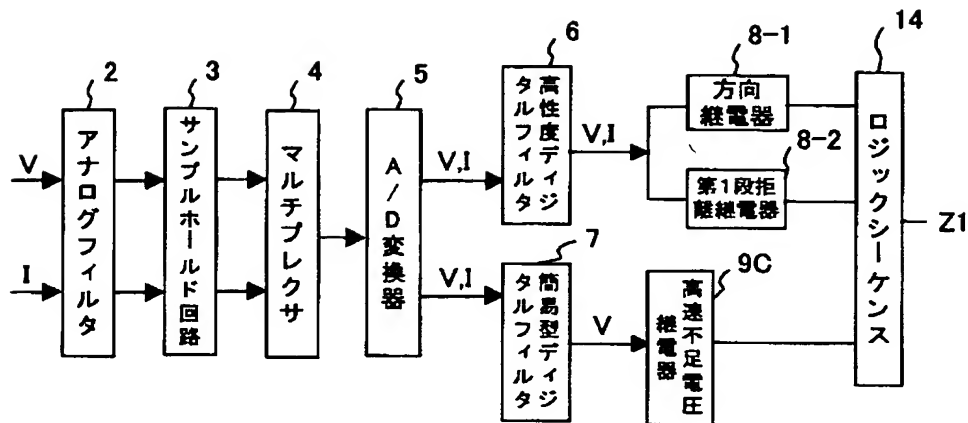 2
アナログフィルタ
3
サンプルホールド回路
4
マルチプレクサ
5
A/D変換器
6
高性度ディジ
タルフィルタ
7
簡易型ディジ
タルフィルタ
8-1
方向
継電器
8-2
第1段拒
離継電器
9C
高速不足電圧
継電器
14
ロジックシーケンス
V
I
V,I
V,I
V,I
V
Z1